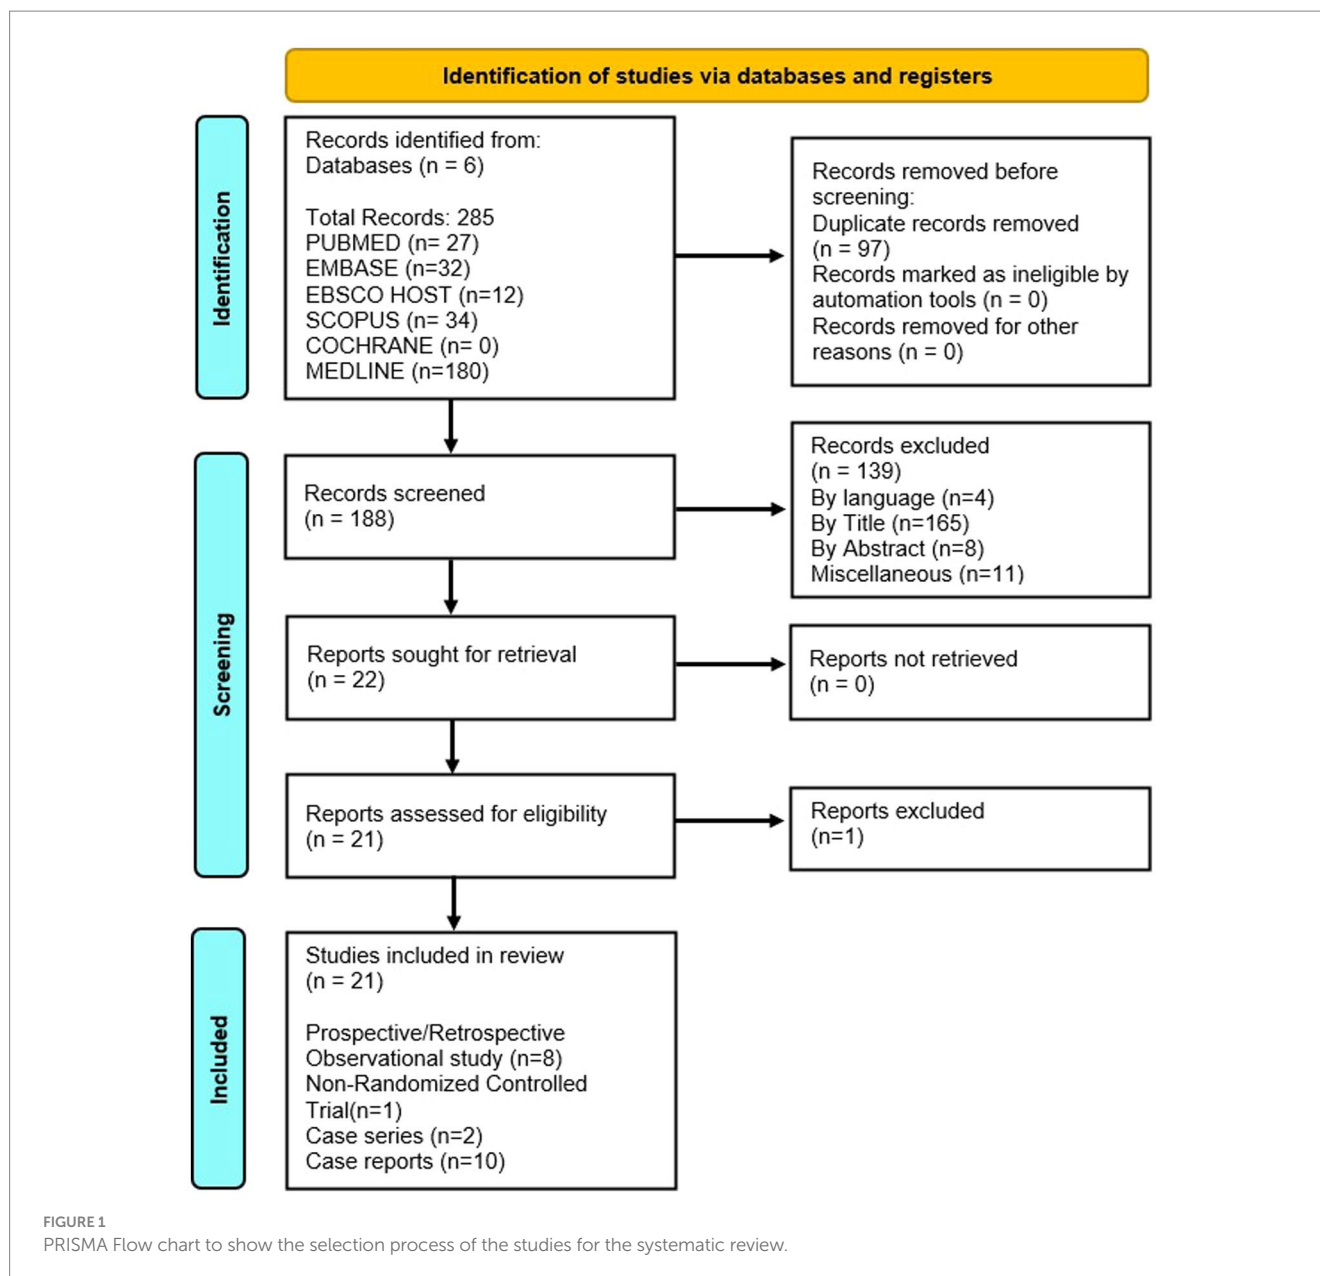 Identification of studies via databases and registers
Identification
Records identified from:
Databases (n = 6)
Total Records: 285
PUBMED (n= 27)
EMBASE (n=32)
EBSCO HOST (n=12)
SCOPUS (n= 34)
COCHRANE (n= 0)
MEDLINE (n=180)
Records removed before
screening:
Duplicate records removed
(n = 97)
Records marked as ineligible by
automation tools (n = 0)
Records removed for other
reasons (n = 0)
Screening
Records screened
(n = 188)
Records excluded
(n = 139)
By language (n=4)
By Title (n=165)
By Abstract (n=8)
Miscellaneous (n=11)
Reports sought for retrieval
(n = 22)
Reports not retrieved
(n = 0)
Reports assessed for eligibility
(n = 21)
Reports excluded
(n=1)
Included
Studies included in review
(n = 21)
Prospective/Retrospective
Observational study (n=8)
Non-Randomized Controlled
Trial(n=1)
Case series (n=2)
Case reports (n=10)
FIGURE 1
PRISMA Flow chart to show the selection process of the studies for the systematic review.